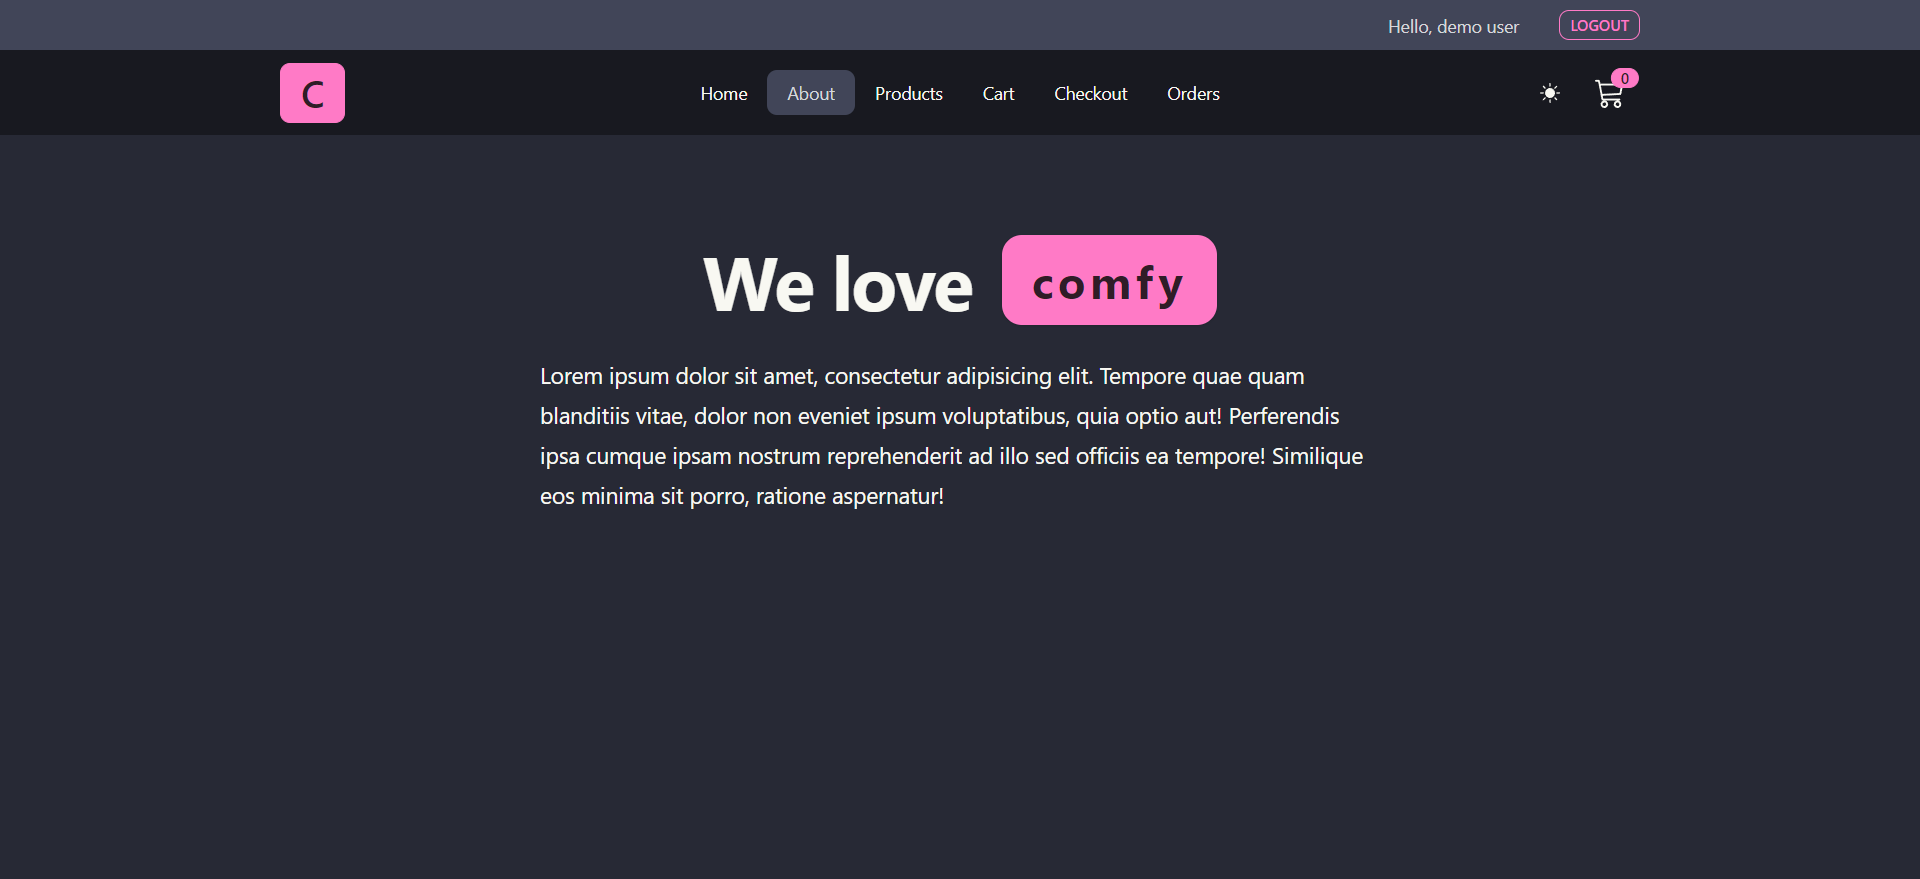 Hello, demo user LOGOUT
C Home About Products Cart Checkout Orders 0
We love comfy
Lorem ipsum dolor sit amet, consectetur adipisicing elit. Tempore quae quam
blanditiis vitae, dolor non eveniet ipsum voluptatibus, quia optio aut! Perferendis
ipsa cumque ipsam nostrum reprehenderit ad illo sed officiis ea tempore! Similique
eos minima sit porro, ratione aspernatur!